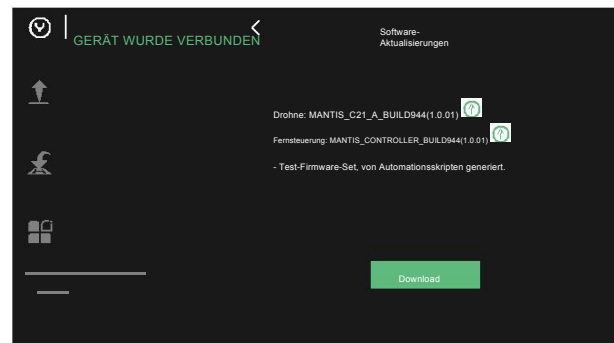 GERÄT WURDE VERBUNDEN
Software-
Aktualisierungen
Drohne: MANTIS_C21_A_BUILD944(1.0.01)
Fernsteuerung: MANTIS_CONTROLLER_BUILD944(1.0.01)
- Test-Firmware-Set, von Automationsskripten generiert.
Download